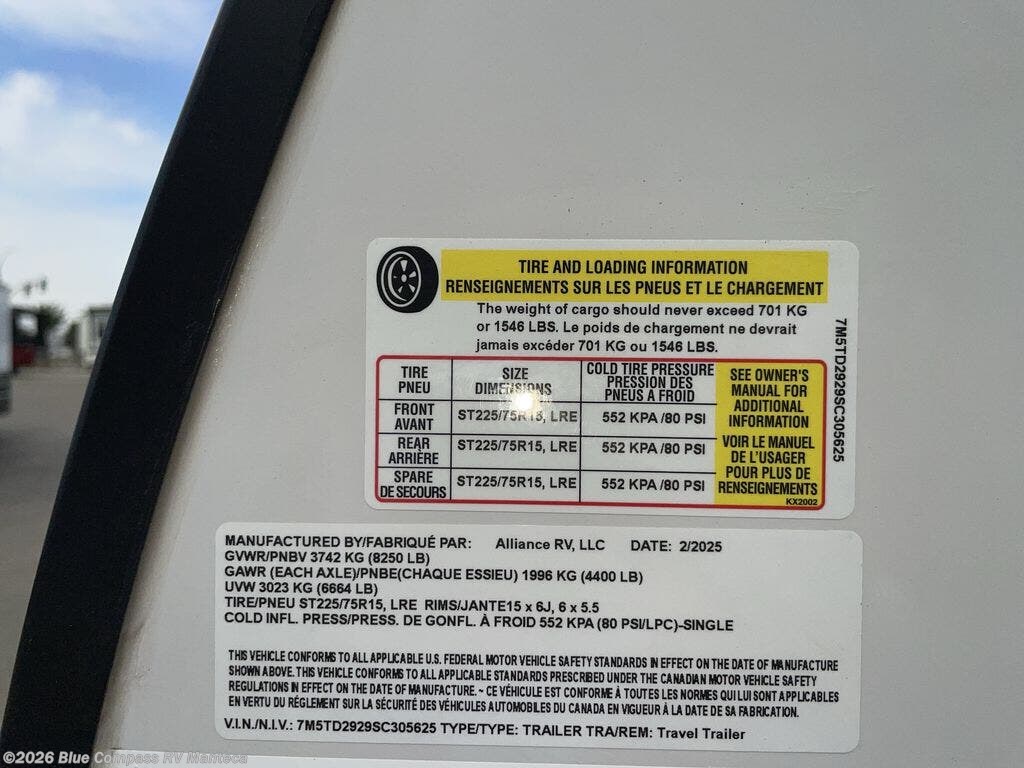 TIRE AND LOADING INFORMATION
RENSEIGNEMENTS SUR LES PNEUS ET LE CHARGEMENT
The weight of cargo should never exceed 701 KG
or 1546 LBS. Le poids de chargement ne devrait
jamais excéder 701 KG ou 1546 LBS.
TIRE
PNEU
SIZE
DIMENSIONS
COLD TIRE PRESSURE
PRESSION DES
PNEUS A FROID
FRONT
AVANT
ST225/75R15, LRE
552 KPA /80 PSI
REAR
ARRIÈRE
ST225/75R15, LRE
552 KPA /80 PSI
SPARE
DE SECOURS
ST225/75R15, LRE
552 KPA /80 PSI
SEE OWNER'S
MANUAL FOR
ADDITIONAL
INFORMATION
VOIR LE MANUEL
DE L'USAGER
POUR PLUS DE
RENSEIGNEMENTS
KX2002
7M5TD2929SC305625
MANUFACTURED BY/FABRIQUÉ PAR: Alliance RV, LLC DATE: 2/2025
GVWR/PNBV 3742 KG (8250 LB)
GAWR (EACH AXLE)/PNBE(CHAQUE ESSIEU) 1996 KG (4400 LB)
UVW 3023 KG (6664 LB)
TIRE/PNEU ST225/75R15, LRE RIMS/JANTE15 x 6J, 6 x 5.5
COLD INFL. PRESS/PRESS. DE GONFL. À FROID 552 KPA (80 PSI/LPC)-SINGLE
THIS VEHICLE CONFORMS TO ALL APPLICABLE U.S. FEDERAL MOTOR VEHICLE SAFETY STANDARDS IN EFFECT ON THE DATE OF MANUFACTURE
SHOWN ABOVE. THIS VEHICLE CONFORMS TO ALL APPLICABLE STANDARDS PRESCRIBED UNDER THE CANADIAN MOTOR VEHICLE SAFETY
REGULATIONS IN EFFECT ON THE DATE OF MANUFACTURE. ~ CE VÉHICULE EST CONFORME À TOUTES LES NORMES QUI LUI SONT APPLICABLES
EN VERTU DU RÉGLEMENT SUR LA SÉCURITÉ DES VÉHICULES AUTOMOBILES DU CANADA EN VIGUEUR À LA DATE DE SA FABRICATION.
V.I.N./N.I.V.: 7M5TD2929SC305625 TYPE/TYPE: TRAILER TRA/REM: Travel Trailer
©2026 Blue Compass RV Manteca